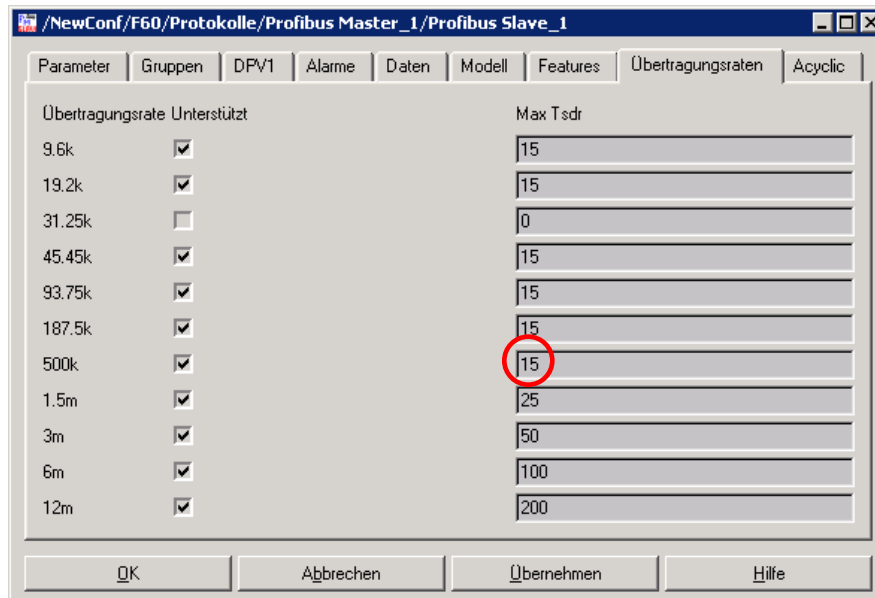 /NewConf/F60/Protokolle/Profibus Master_1/Profibus Slave_1
Parameter Gruppen DPV1 Alarme Daten Modell Features Übertragungsraten Acyclic
Übertragungsrate Unterstützt Max Tsdr
9.6k 15
19.2k 15
31.25k 0
45.45k 15
93.75k 15
187.5k 15
500k 15
1.5m 25
3m 50
6m 100
12m 200
OK Abbrechen Übernehmen Hilfe